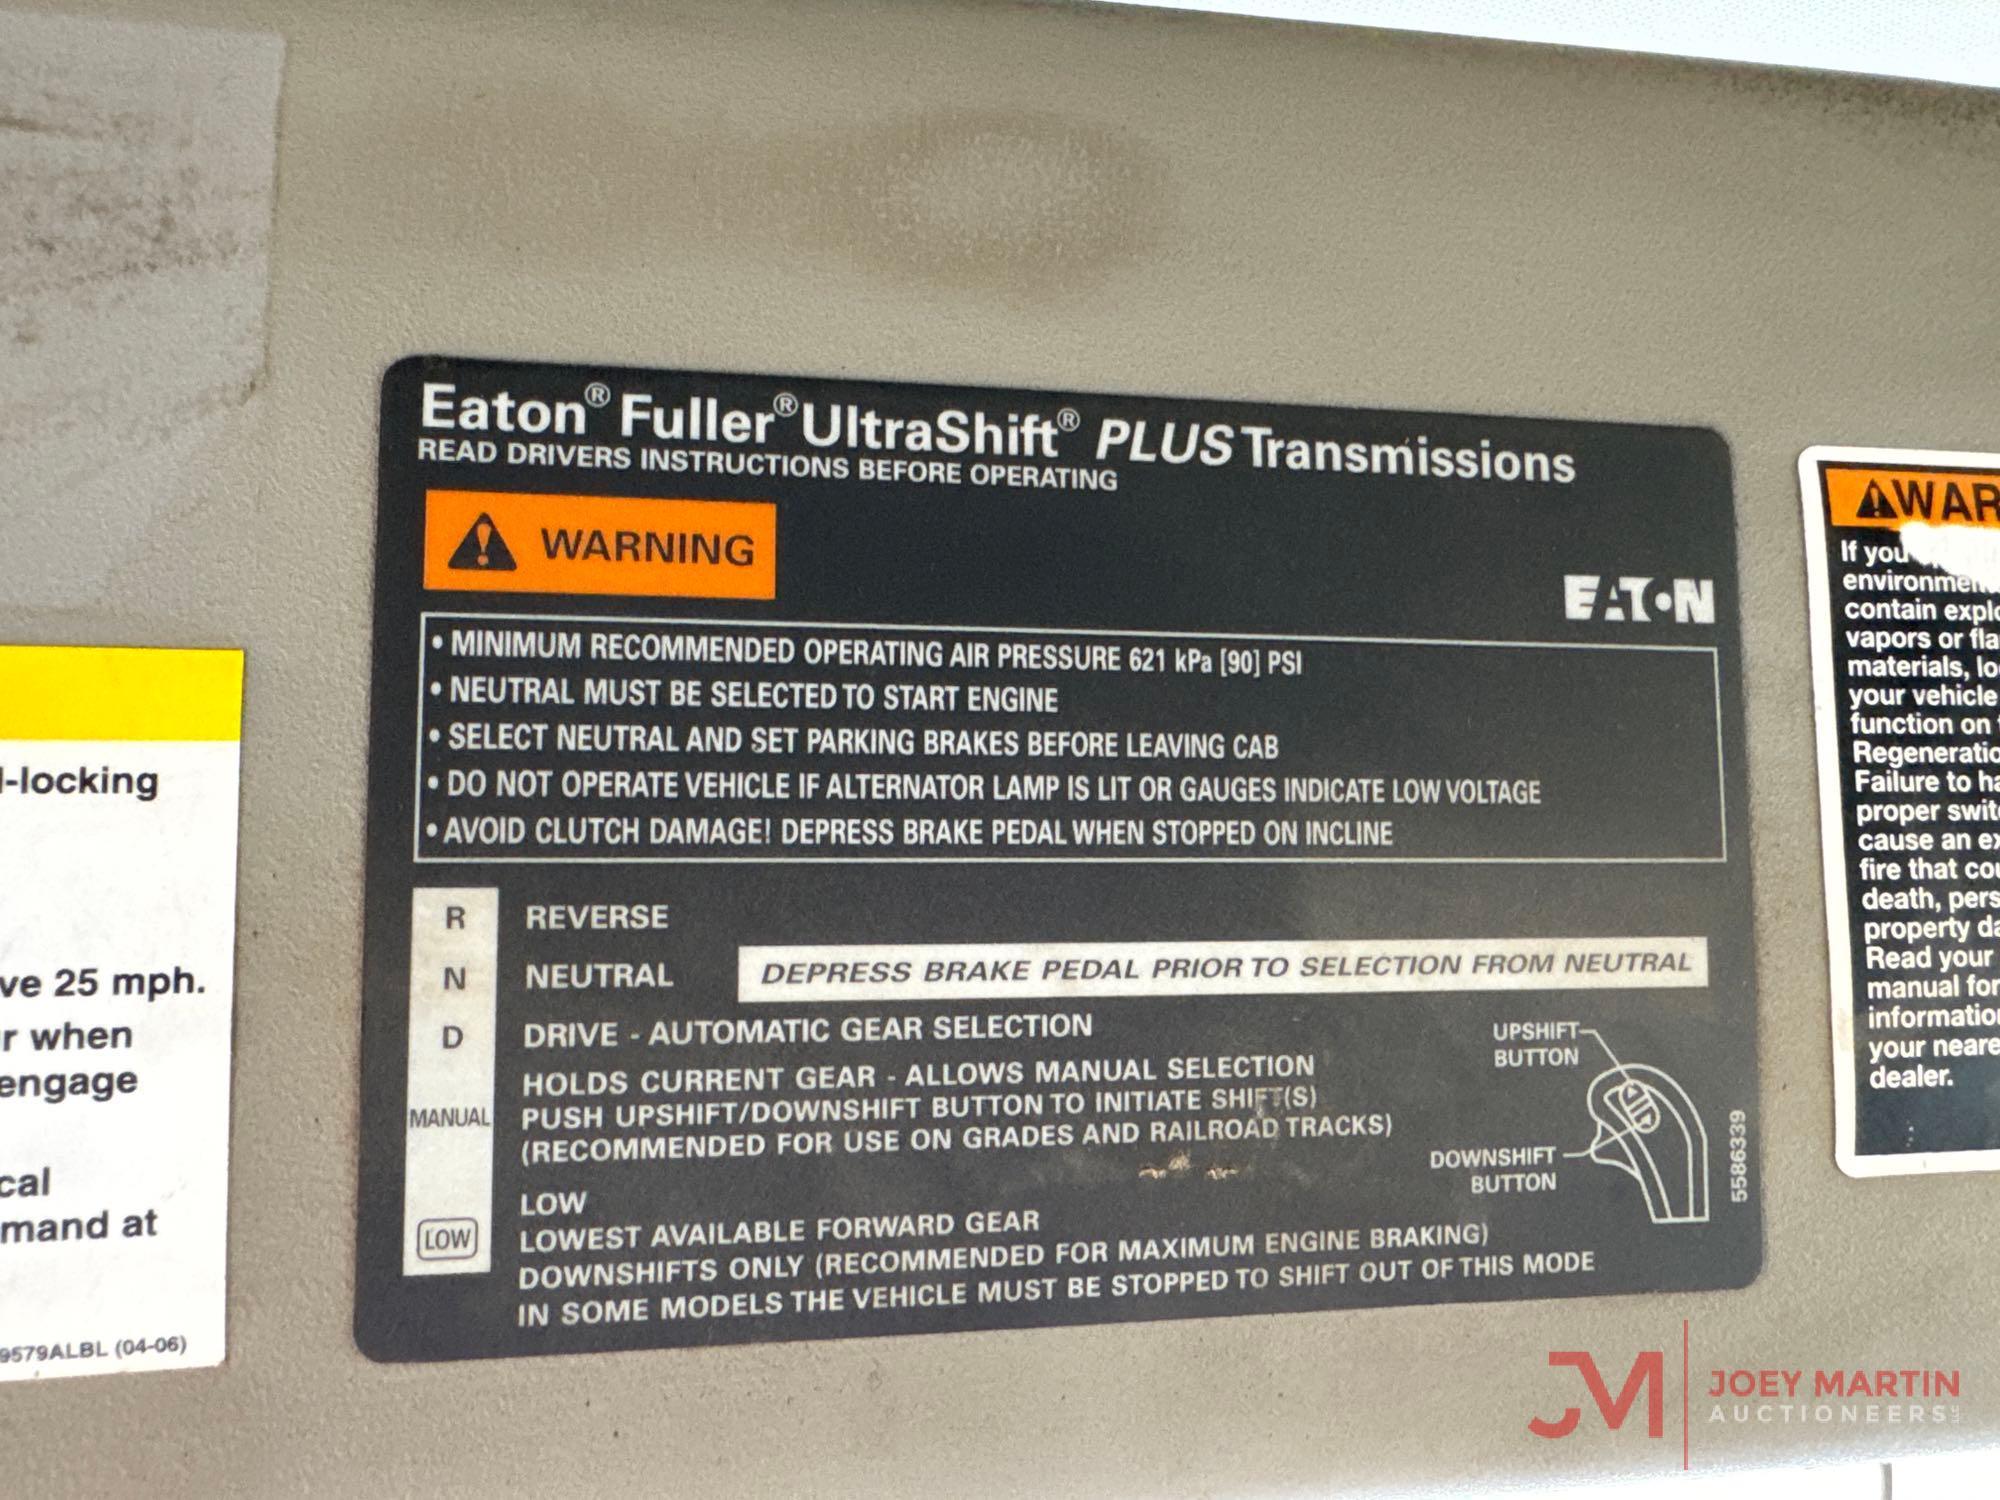 Eaton® Fuller® UltraShift® PLUS Transmissions
READ DRIVERS INSTRUCTIONS BEFORE OPERATING
WARNING
EATON
• MINIMUM RECOMMENDED OPERATING AIR PRESSURE 621 kPa [90] PSI
• NEUTRAL MUST BE SELECTED TO START ENGINE
• SELECT NEUTRAL AND SET PARKING BRAKES BEFORE LEAVING CAB
• DO NOT OPERATE VEHICLE IF ALTERNATOR LAMP IS LIT OR GAUGES INDICATE LOW VOLTAGE
• AVOID CLUTCH DAMAGE! DEPRESS BRAKE PEDAL WHEN STOPPED ON INCLINE
R REVERSE
N NEUTRAL DEPRESS BRAKE PEDAL PRIOR TO SELECTION FROM NEUTRAL
D DRIVE - AUTOMATIC GEAR SELECTION
HOLDS CURRENT GEAR - ALLOWS MANUAL SELECTION
MANUAL PUSH UPSHIFT/DOWNSHIFT BUTTON TO INITIATE SHIFT(S)
(RECOMMENDED FOR USE ON GRADES AND RAILROAD TRACKS)
UPSHIFT
BUTTON
DOWNSHIFT
BUTTON
5586339
LOW
LOW LOWEST AVAILABLE FORWARD GEAR
DOWNSHIFTS ONLY (RECOMMENDED FOR MAXIMUM ENGINE BRAKING)
IN SOME MODELS THE VEHICLE MUST BE STOPPED TO SHIFT OUT OF THIS MODE
l-locking
ve 25 mph.
r when
engage
cal
mand at
9579ALBL (04-06)
WAR
If you
environme
contain explo
vapors or fla
materials, lo
your vehicle
function on
Regeneratio
Failure to ha
proper swit
cause an ex
fire that cou
death, pers
property da
Read your
manual for
information
your neare
dealer.
JM
JOEY MARTIN
AUCTIONEERS LLC